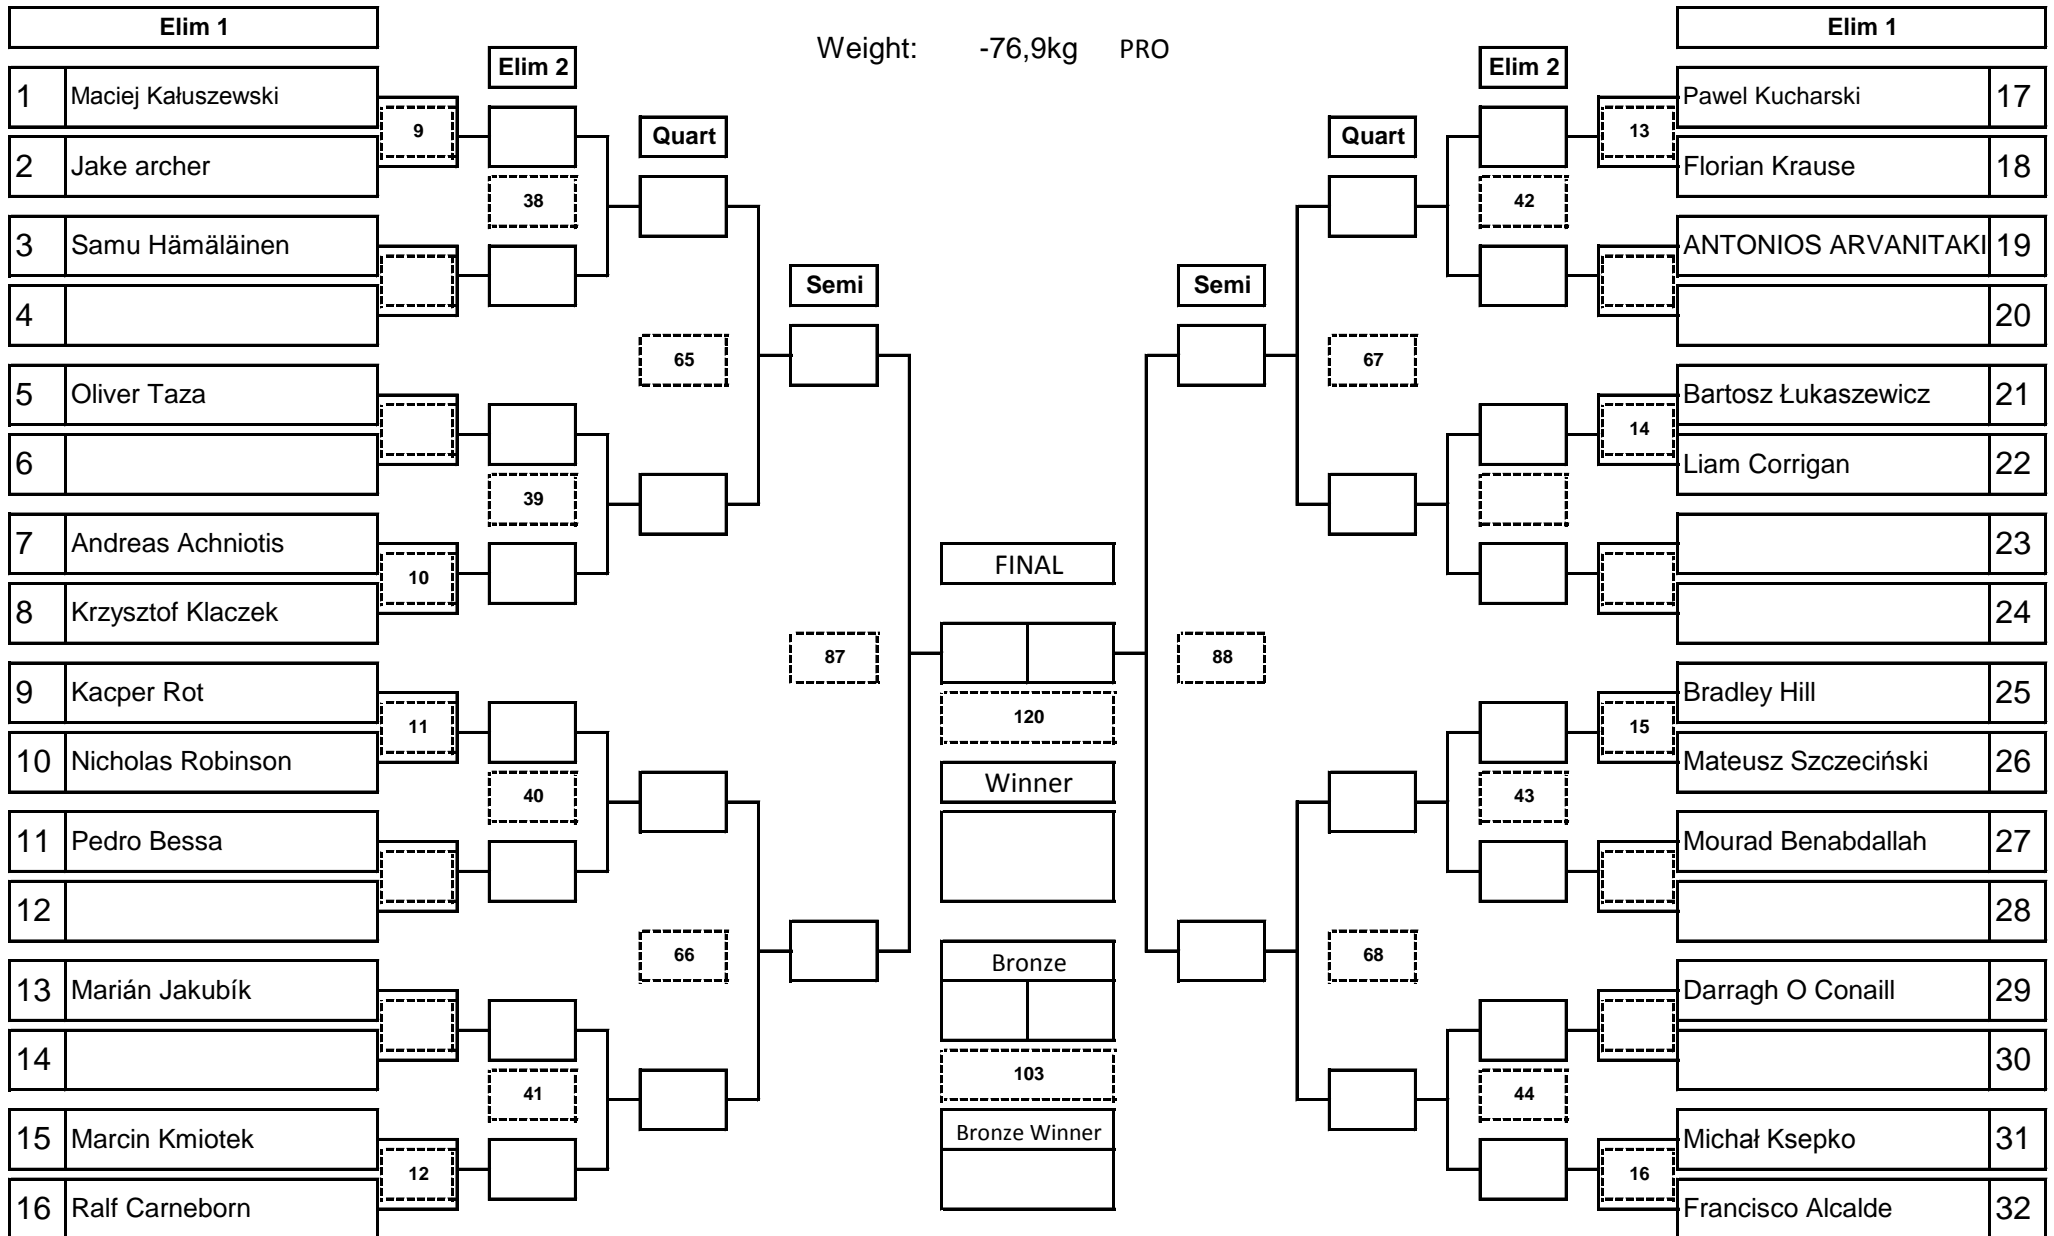 Elim 1
Weight: -76,9kg PRO
Elim 1
Elim 2
Elim 2
1 Maciej Kałuszewski
9
Quart
Quart
13
Pawel Kucharski 17
2 Jake archer
38
42
Florian Krause 18
3 Samu Hämäläinen
Semi
Semi
ANTONIOS ARVANITAKI 19
4
65
67
20
5 Oliver Taza
14
Bartosz Łukaszewicz 21
6
39
Liam Corrigan 22
7 Andreas Achniotis
10
FINAL
23
8 Krzysztof Klaczek
24
87
88
9 Kacper Rot
11
120
15
Bradley Hill 25
10 Nicholas Robinson
40
Winner
43
Mateusz Szczeciński 26
11 Pedro Bessa
Mourad Benabdallah 27
12
28
66
Bronze
68
13 Marián Jakubík
Darragh O Conaill 29
14
103
30
41
44
15 Marcin Kmiotek
12
Bronze Winner
16
Michał Ksepko 31
16 Ralf Carneborn
Francisco Alcalde 32